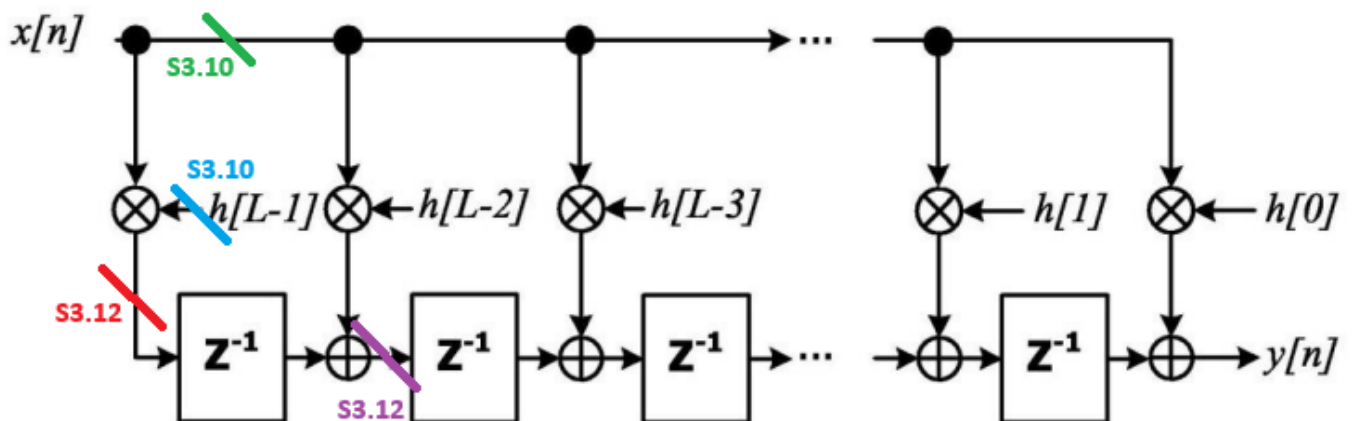 x[n]
...
S3.10
S3.10
h[L-1]
h[L-2]
h[L-3]
h[1]
h[0]
S3.12
z⁻¹
z⁻¹
z⁻¹
...
z⁻¹
y[n]
S3.12